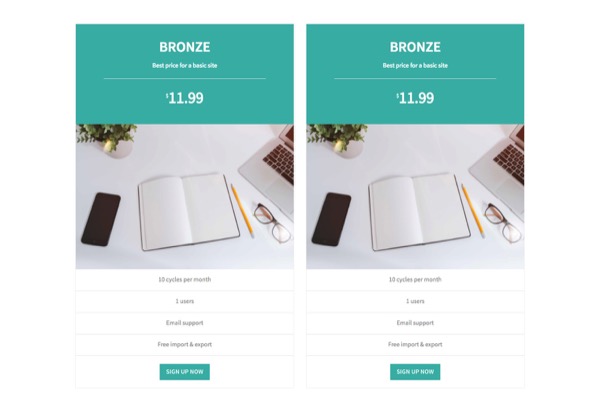 BRONZE
Best price for a basic site
$11.99
10 cycles per month
1 users
Email support
Free import & export
SIGN UP NOW
BRONZE
Best price for a basic site
$11.99
10 cycles per month
1 users
Email support
Free import & export
SIGN UP NOW